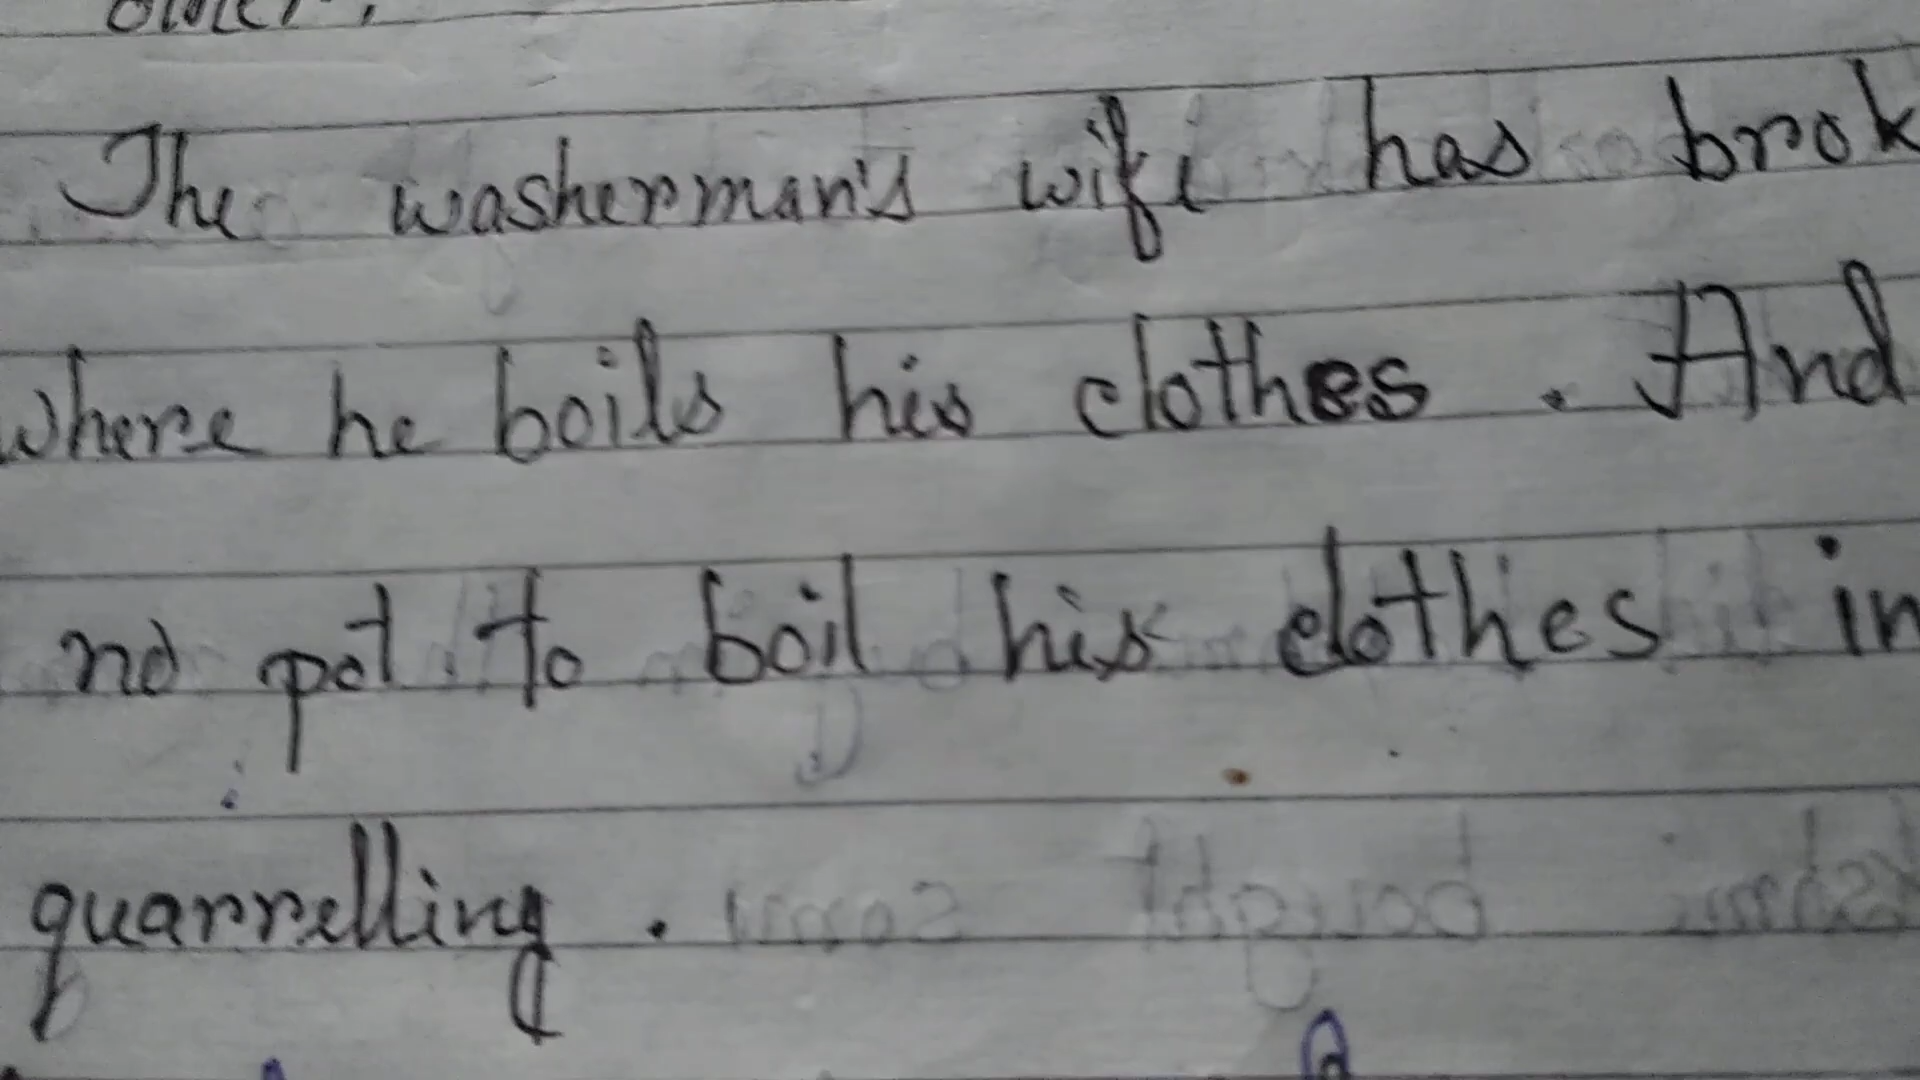 The washerman's wife has brok
where he boils his clothes . And
no pot to boil his clothes in
quarrelling .